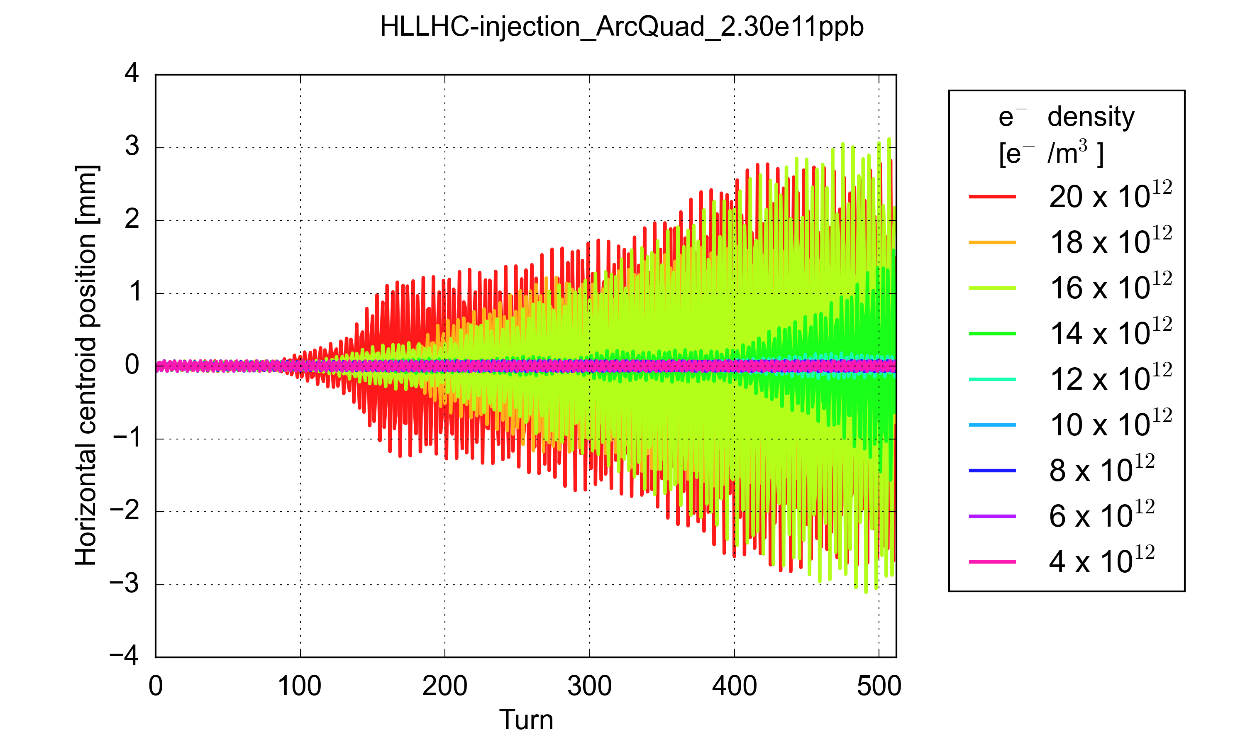 HLLHC-injection_ArcQuad_2.30e11ppb
4
3
2
1
0
−1
−2
−3
−4
Horizontal centroid position [mm]
0 100 200 300 400 500
Turn
e⁻ density
[e⁻ /m³ ]
20 x 10¹²
18 x 10¹²
16 x 10¹²
14 x 10¹²
12 x 10¹²
10 x 10¹²
8 x 10¹²
6 x 10¹²
4 x 10¹²